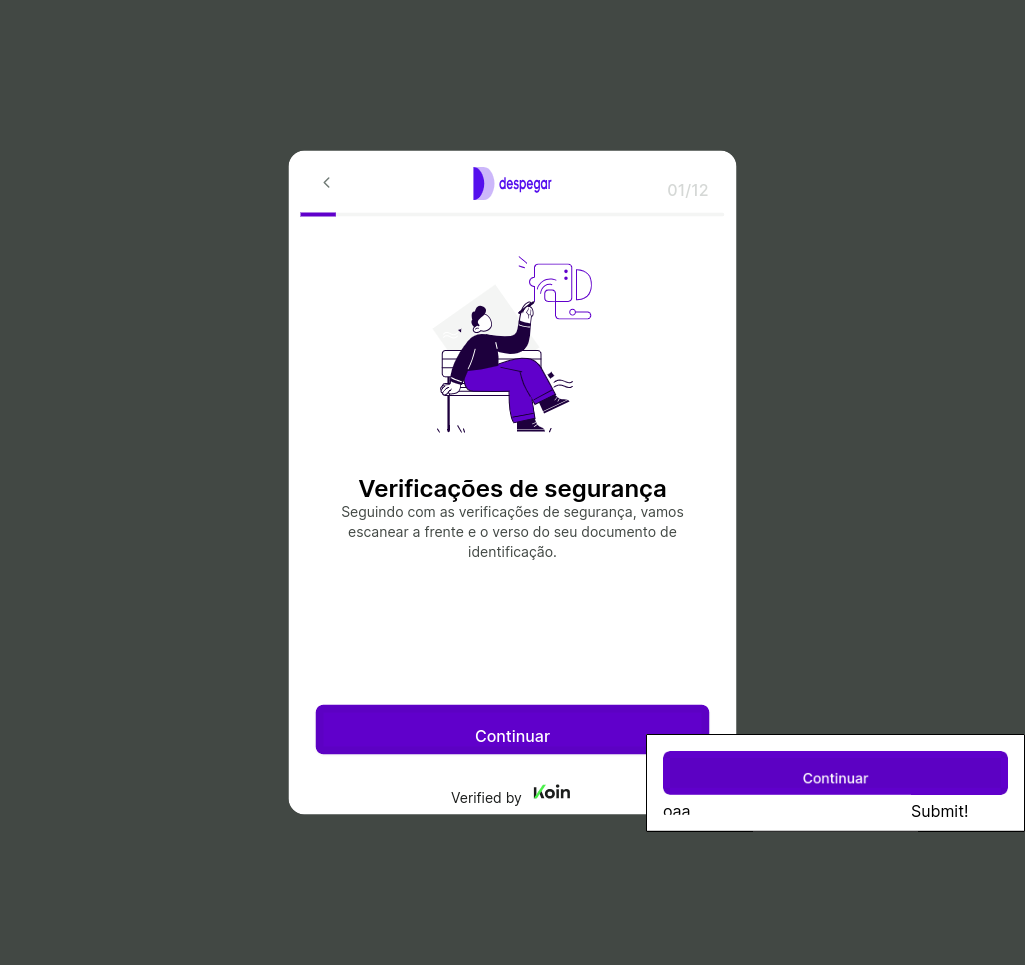 despegar
01/12
Verificações de segurança
Seguindo com as verificações de segurança, vamos
escanear a frente e o verso do seu documento de
identificação.
Continuar
Verified by Koin
Continuar
oaa
Submit!